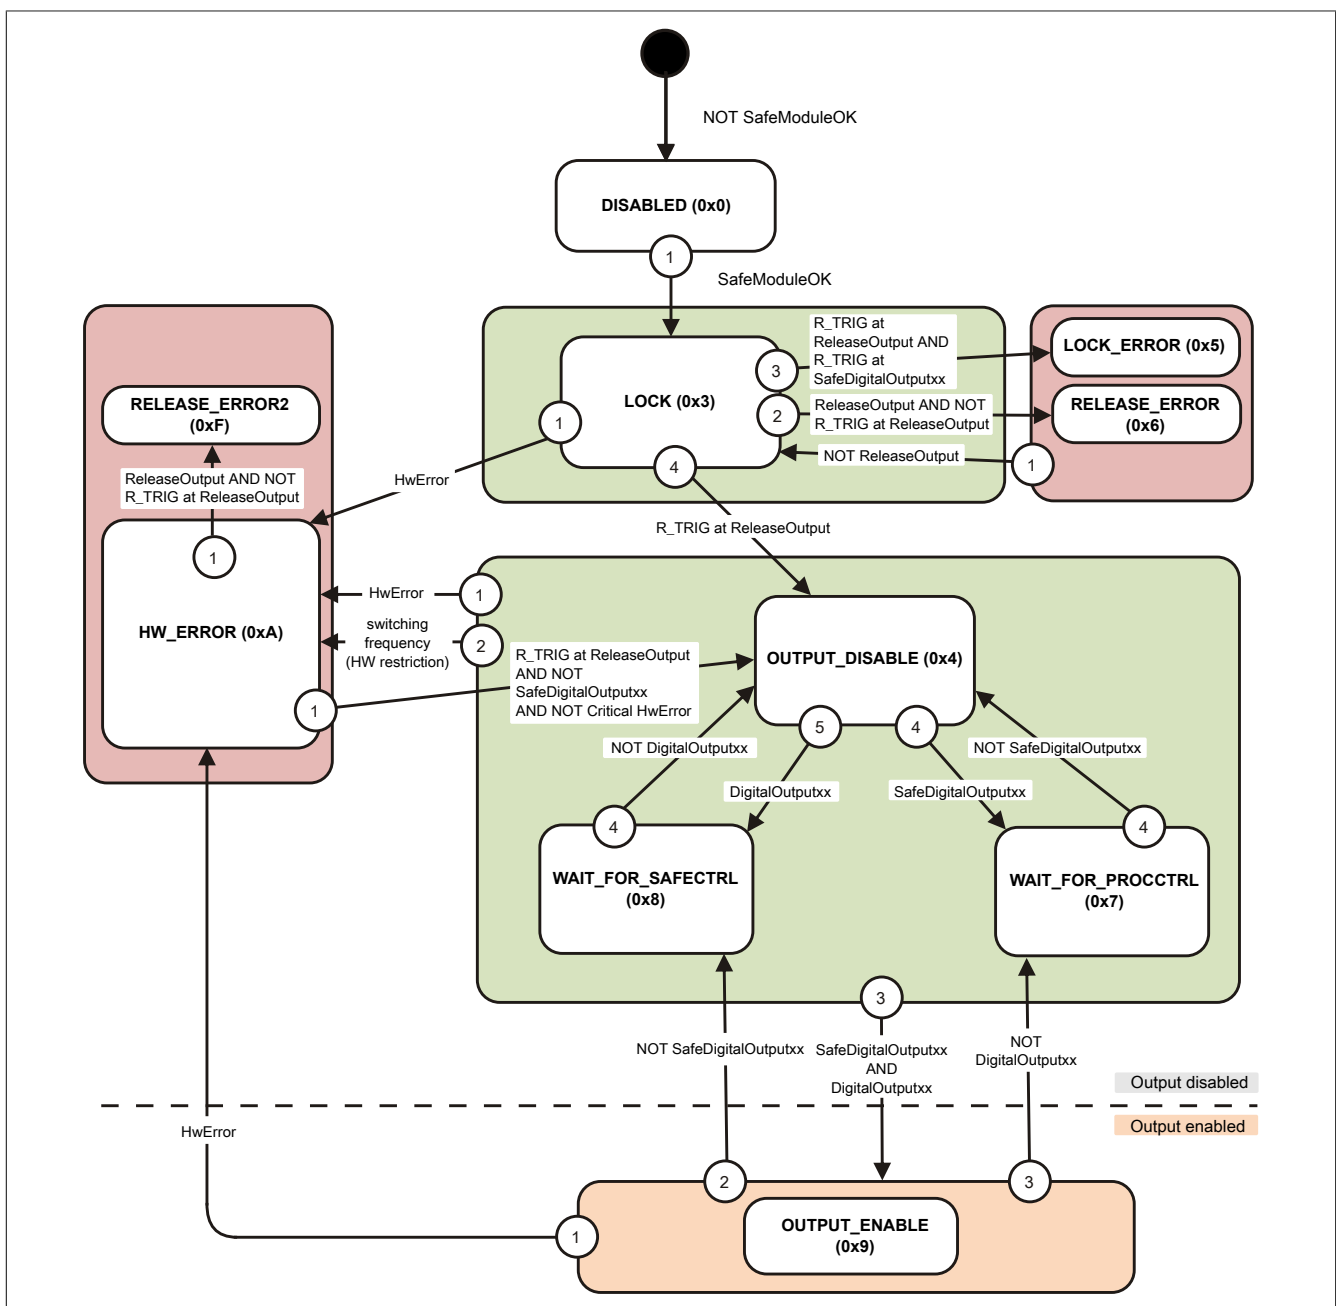 NOT SafeModuleOK
DISABLED (0x0)
1
SafeModuleOK
R_TRIG at
ReleaseOutput AND
R_TRIG at
SafeDigitalOutputxx
3
LOCK_ERROR (0x5)
LOCK (0x3)
1
2
ReleaseOutput AND NOT
R_TRIG at ReleaseOutput
RELEASE_ERROR
(0x6)
NOT ReleaseOutput
1
4
RELEASE_ERROR2
(0xF)
ReleaseOutput AND NOT
R_TRIG at ReleaseOutput
1
HwError
R_TRIG at ReleaseOutput
HW_ERROR (0xA)
HwError
1
switching
frequency
(HW restriction)
2
1
R_TRIG at ReleaseOutput
AND NOT
SafeDigitalOutputxx
AND NOT Critical HwError
OUTPUT_DISABLE (0x4)
5
4
NOT DigitalOutputxx
NOT SafeDigitalOutputxx
DigitalOutputxx
SafeDigitalOutputxx
4
4
WAIT_FOR_SAFECTRL
(0x8)
WAIT_FOR_PROCCTRL
(0x7)
3
NOT SafeDigitalOutputxx
SafeDigitalOutputxx
AND
DigitalOutputxx
NOT
DigitalOutputxx
Output disabled
Output enabled
HwError
2
3
1
OUTPUT_ENABLE
(0x9)